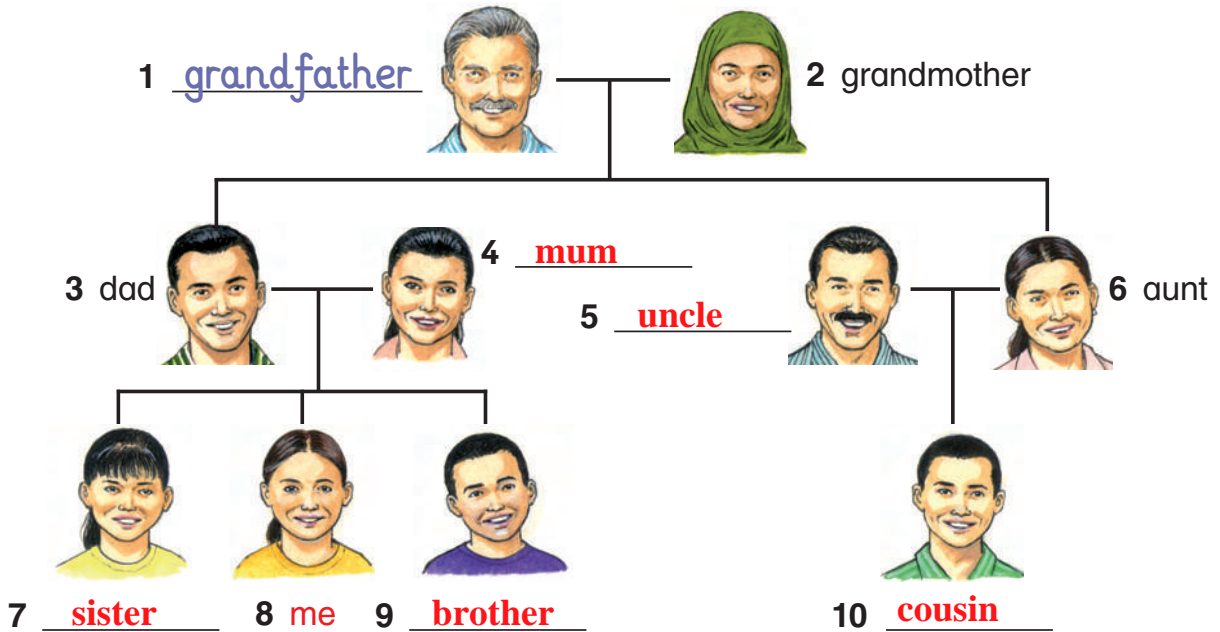 1 grandfather
2 grandmother
3 dad
4 mum
5 uncle
6 aunt
7 sister
8 me
9 brother
10 cousin